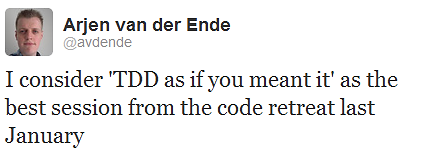 Arjen van der Ende
@avdende
I consider 'TDD as if you meant it' as the
best session from the code retreat last
January